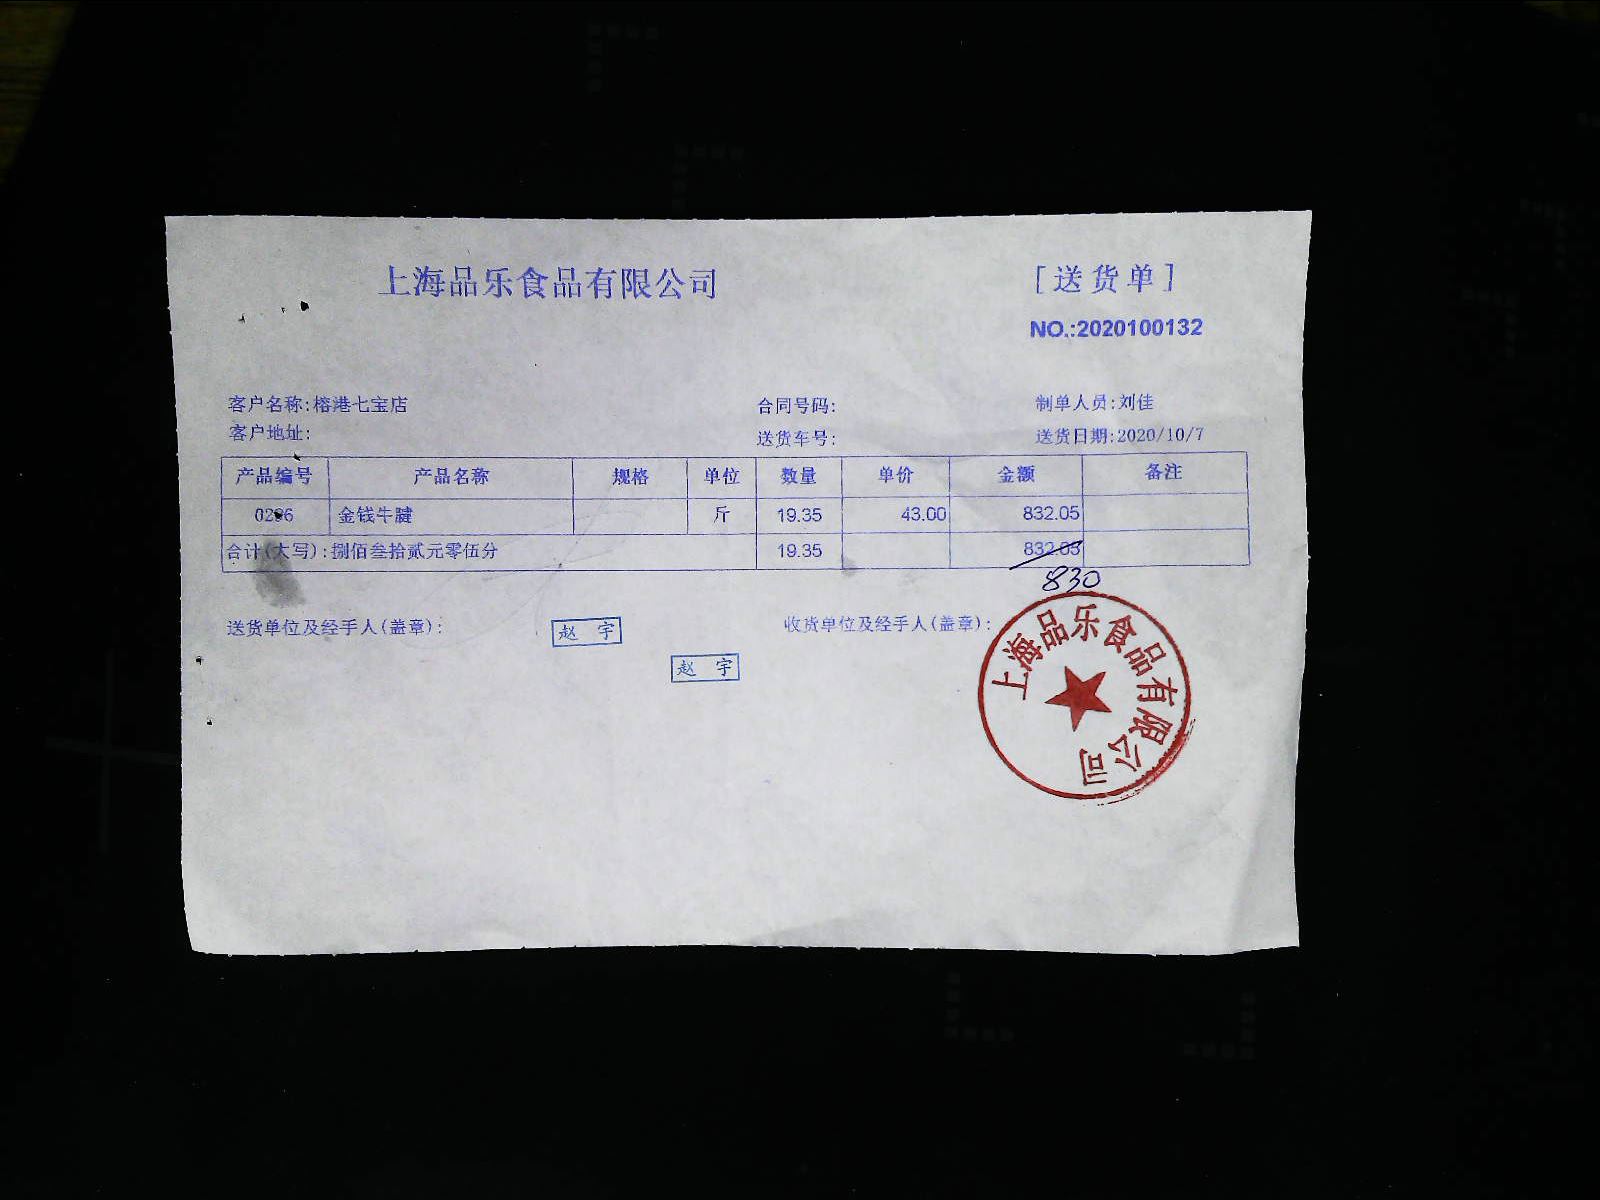 上海品乐食品有限公司
[送货单]
NO.:2020100132
客户名称:榕港七宝店 合同号码: 制单人员:刘佳
客户地址: 送货车号: 送货日期:2020/10/7
产品编号 产品名称 规格 单位 数量 单价 金额 备注
金钱牛腱 斤 19.35 43.00 832.05
合计(大写):捌佰叁拾贰元零伍分 19.35 832.05
830
送货单位及经手人(盖章): 赵宇 收货单位及经手人(盖章):
赵宇
上海品乐食品有限公司